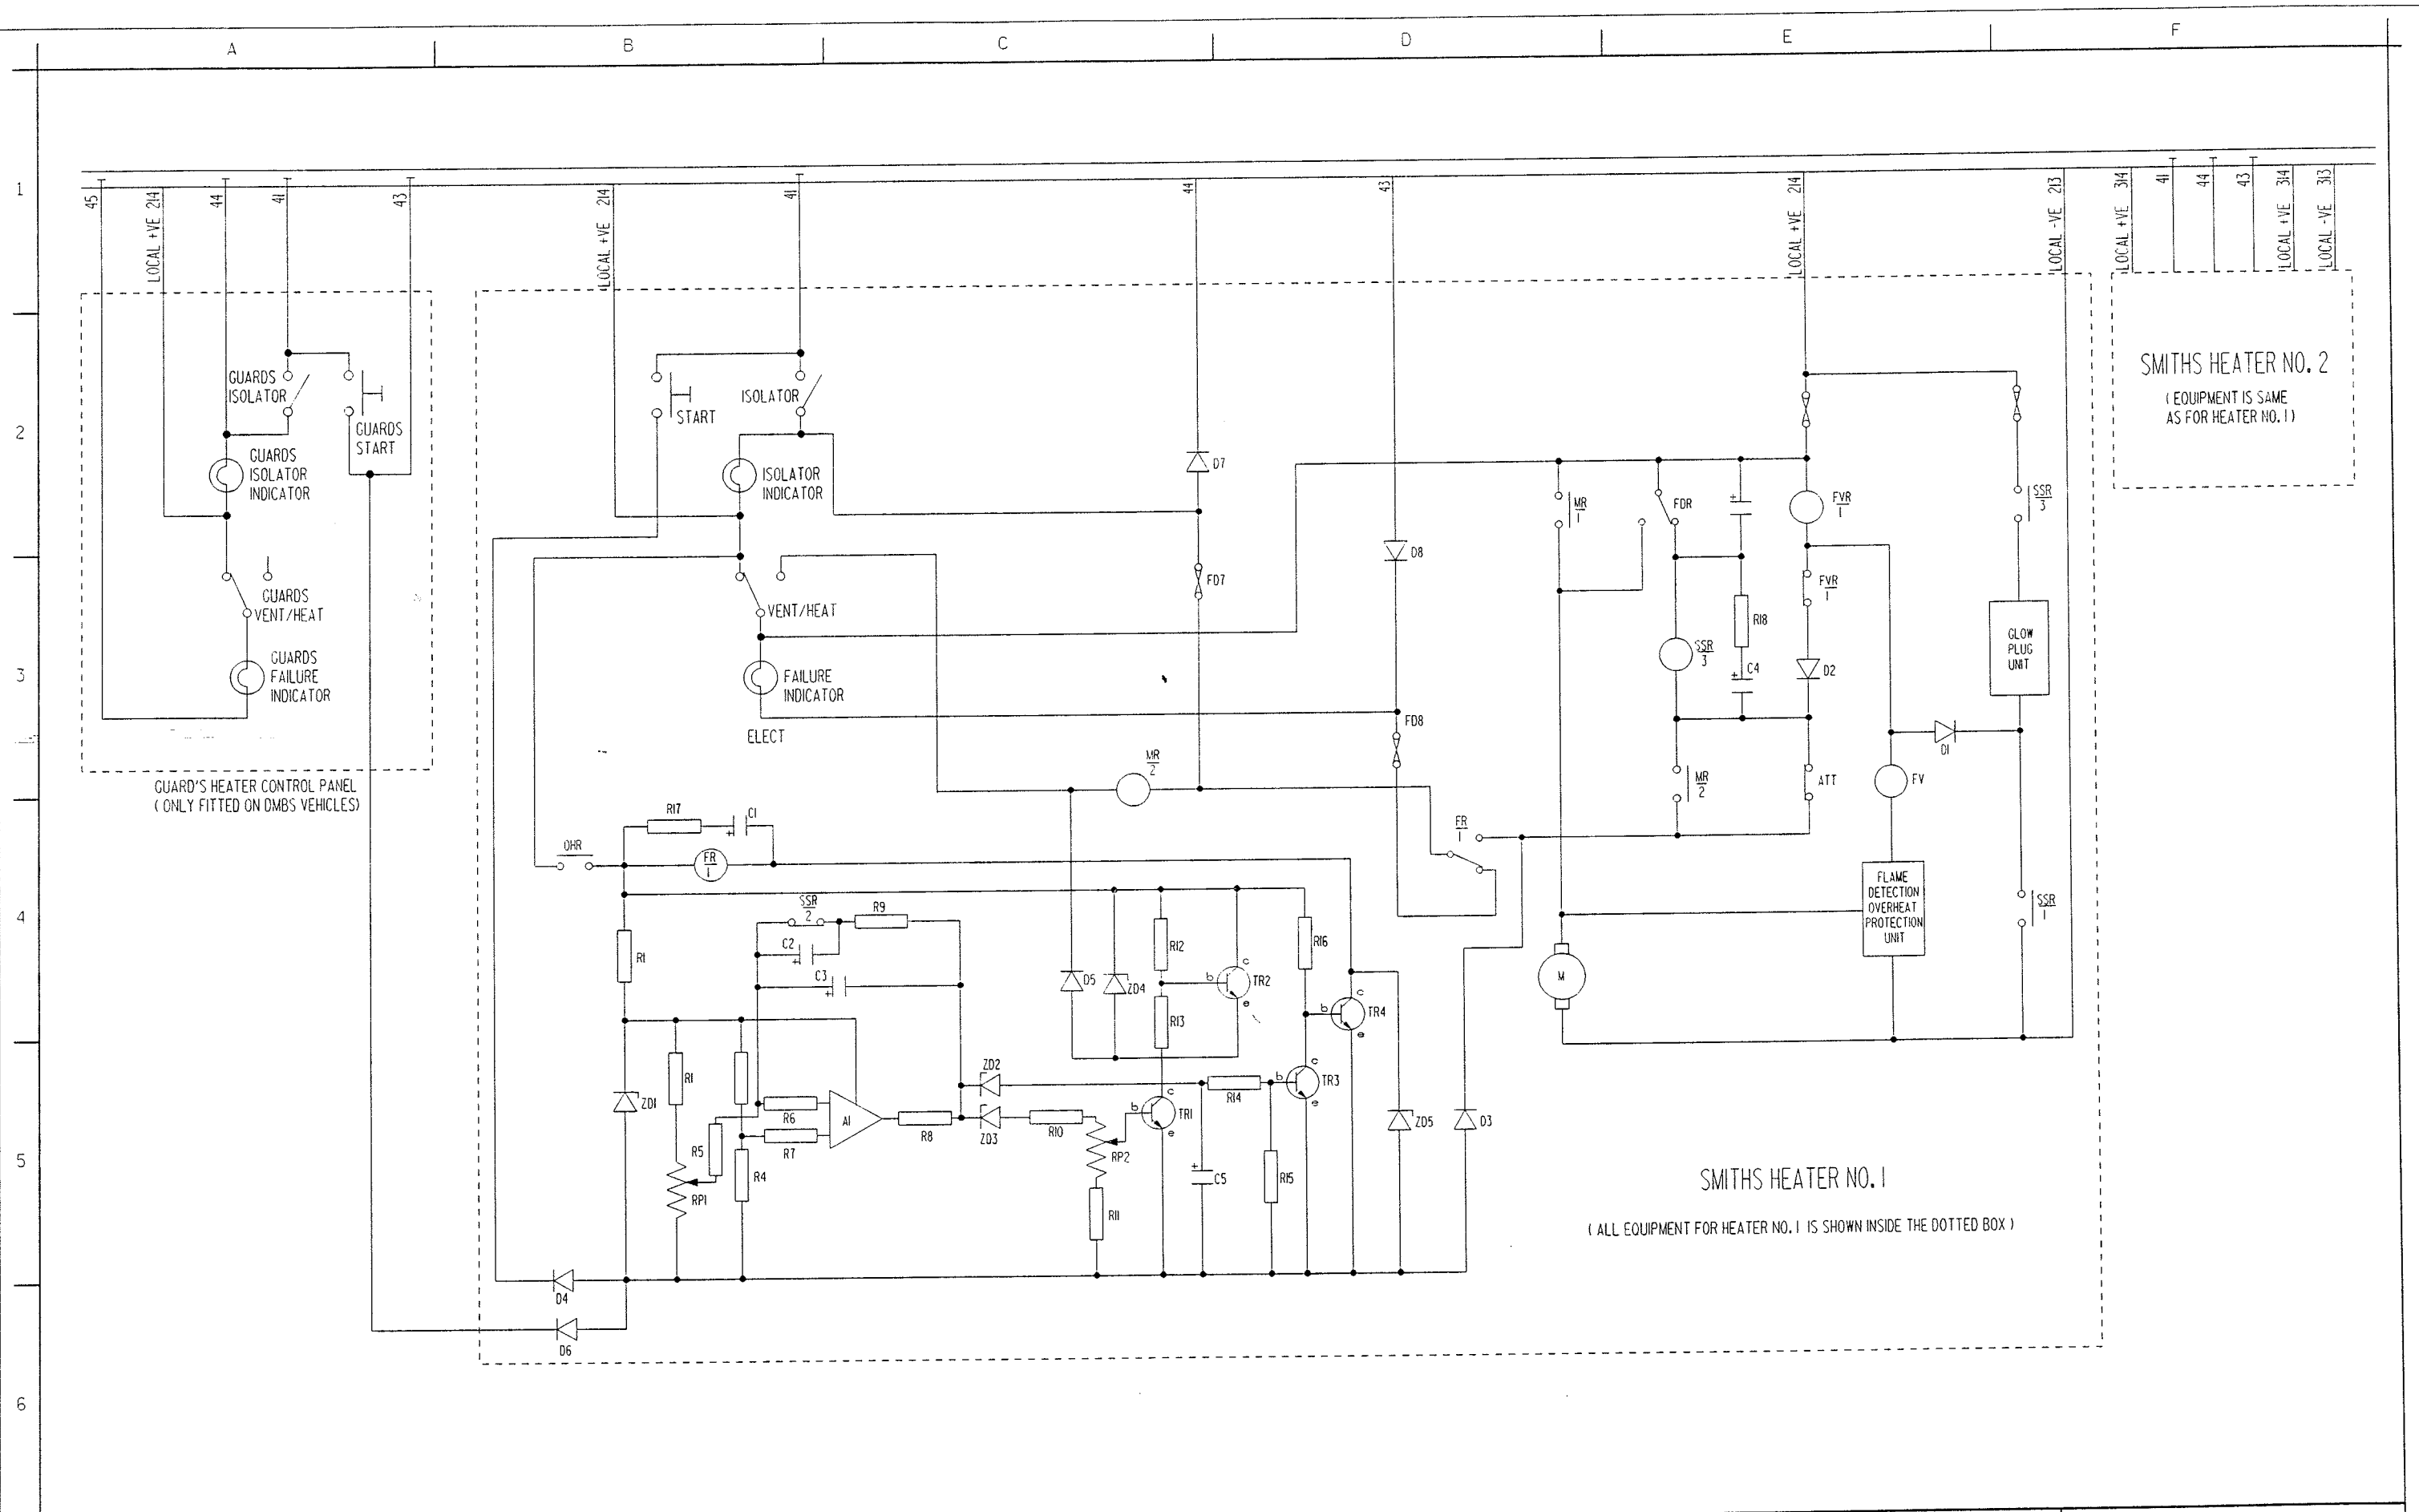 A
B
C
D
E
F
1
2
3
4
5
6
45
LOCAL +VE 214
44
41
43
LOCAL +VE 214
41
44
43
LOCAL +VE 214
LOCAL -VE 213
LOCAL +VE 314
41
44
43
LOCAL +VE 314
LOCAL -VE 313
GUARDS
ISOLATOR
GUARDS
START
GUARDS
ISOLATOR
INDICATOR
GUARDS
VENT/HEAT
GUARDS
FAILURE
INDICATOR
GUARD'S HEATER CONTROL PANEL
( ONLY FITTED ON DMBS VEHICLES)
START
ISOLATOR
ISOLATOR
INDICATOR
VENT/HEAT
FAILURE
INDICATOR
ELECT
D7
FD7
D8
FD8
MR
2
FR
1
MR
1
FDR
FVR
1
FVR
1
SSR
3
R18
C4
D2
SSR
3
GLOW
PLUG
UNIT
D1
MR
2
ATT
FV
FLAME
DETECTION
OVERHEAT
PROTECTION
UNIT
SSR
1
M
SMITHS HEATER NO. 2
( EQUIPMENT IS SAME
AS FOR HEATER NO. 1)
R17
C1
OHR
FR
1
SSR
2
R9
C2
C3
R1
R12
R13
R16
b
c
e
TR2
D5
ZD4
b
c
e
TR4
ZD1
R1
R6
R7
A1
R8
ZD2
ZD3
R10
b
c
e
TR1
R14
b
c
e
TR3
R5
RP1
R4
RP2
R11
C5
R15
ZD5
D3
D4
D6
SMITHS HEATER NO. 1
( ALL EQUIPMENT FOR HEATER NO. 1 IS SHOWN INSIDE THE DOTTED BOX )